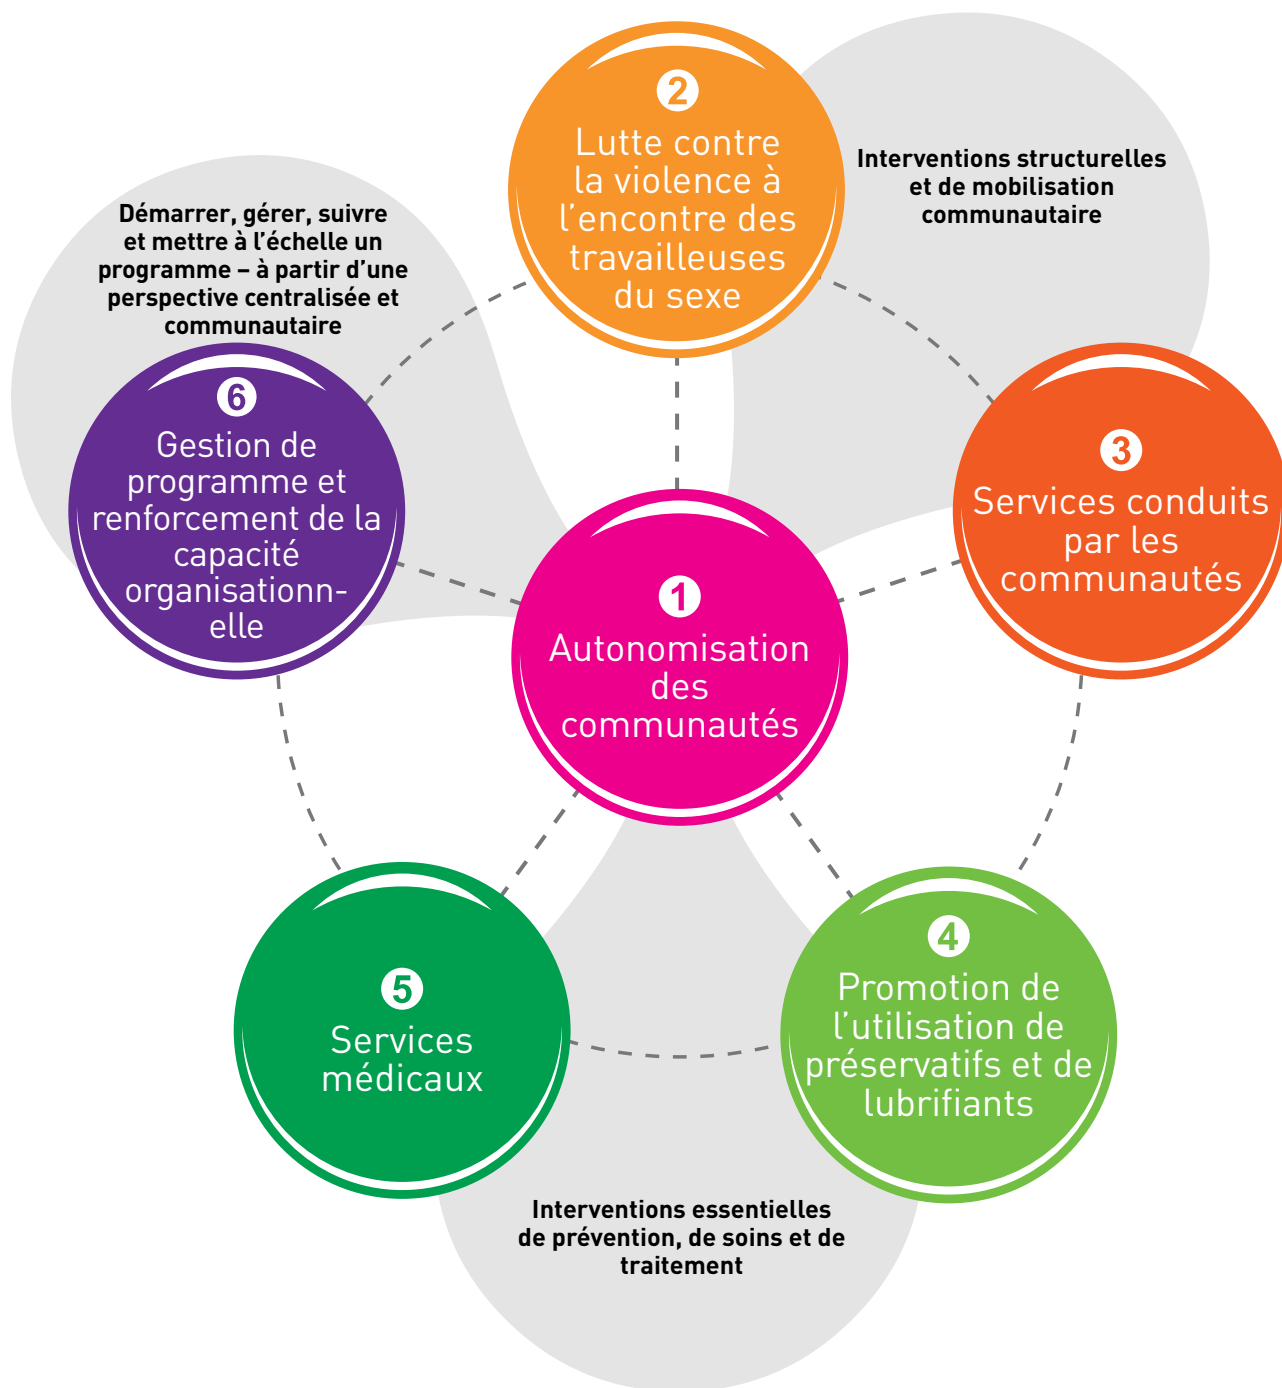 2
Lutte contre
la violence à
l’encontre des
travailleuses
du sexe
Interventions structurelles
et de mobilisation
communautaire
Démarrer, gérer, suivre
et mettre à l’échelle un
programme – à partir d’une
perspective centralisée et
communautaire
6
Gestion de
programme et
renforcement de la
capacité
organisationn-
elle
3
Services conduits
par les
communautés
1
Autonomisation
des
communautés
5
Services
médicaux
4
Promotion de
l’utilisation de
préservatifs et de
lubrifiants
Interventions essentielles
de prévention, de soins et de
traitement